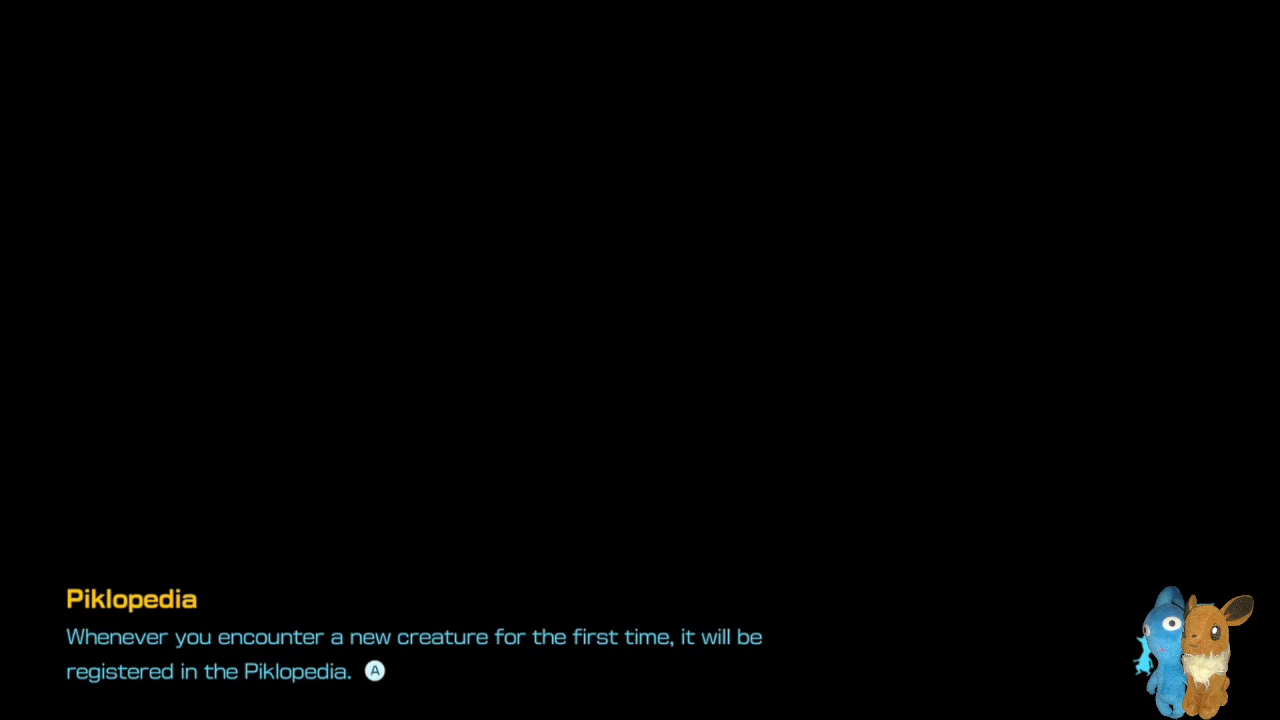 Piklopedia
Whenever you encounter a new creature for the first time, it will be
registered in the Piklopedia. A